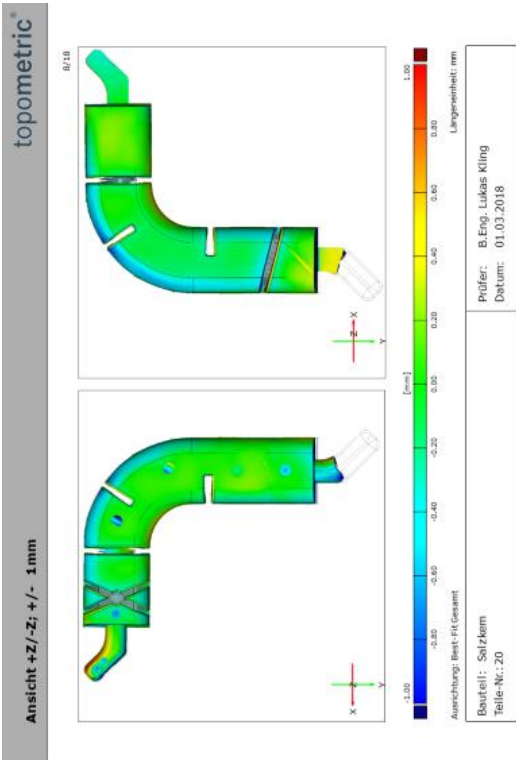 Ansicht +Z/-Z; +/- 1mm
topometric®
8/18
X
Z
Y
X
Z
Y
[mm]
-1.00
-0.80
-0.60
-0.40
-0.20
0.00
0.20
0.40
0.60
0.80
1.00
Ausrichtung: Best-Fit Gesamt
Längeneinheit: mm
Bauteil: Salzkern
Teile-Nr.: 20
Prüfer: B.Eng. Lukas Kling
Datum: 01.03.2018